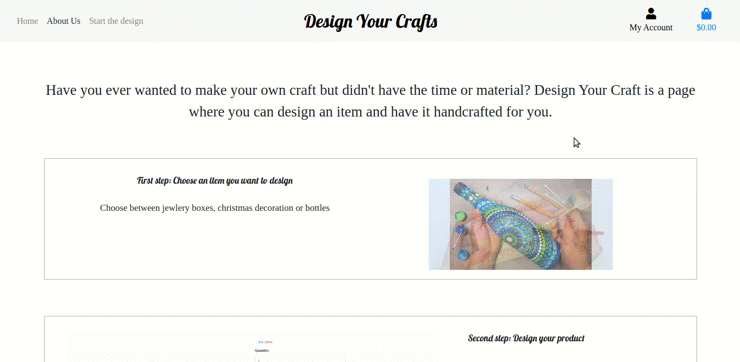 Home About Us Start the design
Design Your Crafts
My Account
$0.00
Have you ever wanted to make your own craft but didn't have the time or material? Design Your Craft is a page
where you can design an item and have it handcrafted for you.
First step: Choose an item you want to design
Choose between jewlery boxes, christmas decoration or bottles
Second step: Design your product
Quantity: